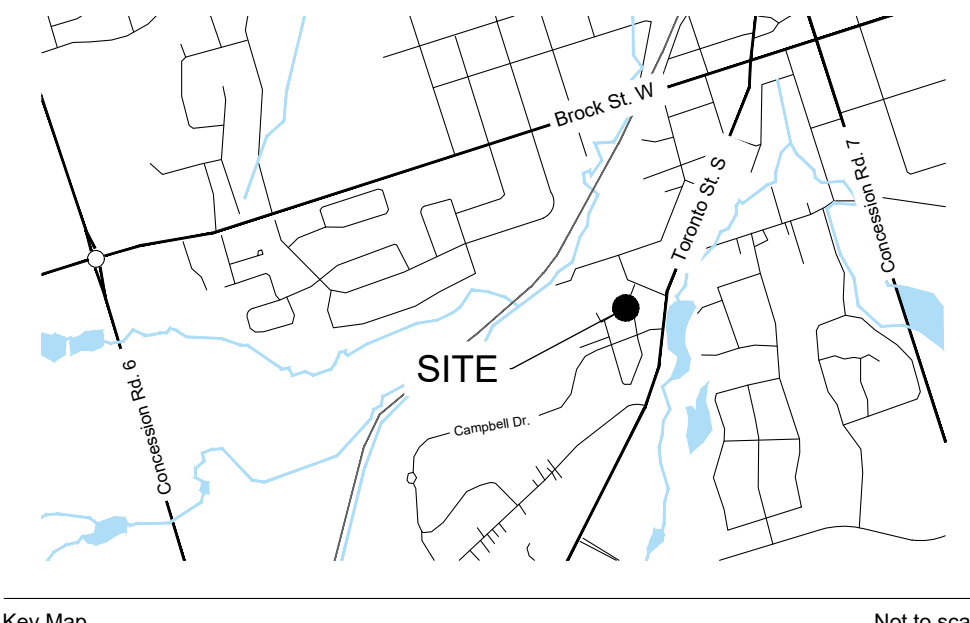 Brock St. W
Toronto St. S
Concession Rd. 7
SITE
Concession Rd. 6
Campbell Dr.
Key Map
Not to sca